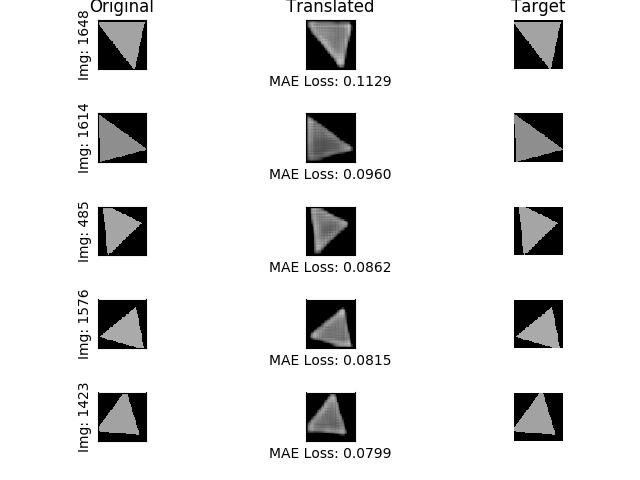 Original Translated Target
Img: 1648
MAE Loss: 0.1129
Img: 1614
MAE Loss: 0.0960
Img: 485
MAE Loss: 0.0862
Img: 1576
MAE Loss: 0.0815
Img: 1423
MAE Loss: 0.0799